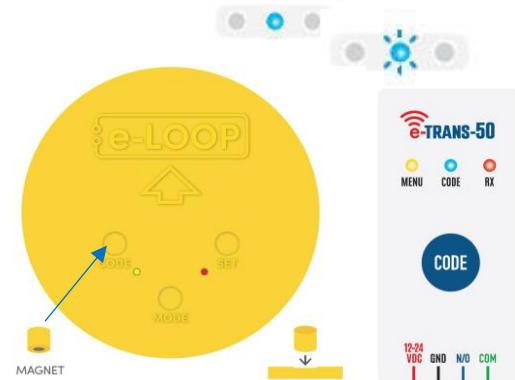 e-LOOP
CODE
SET
MODE
MAGNET
e-TRANS-50
MENU CODE RX
CODE
12-24 VDC GND N/O COM